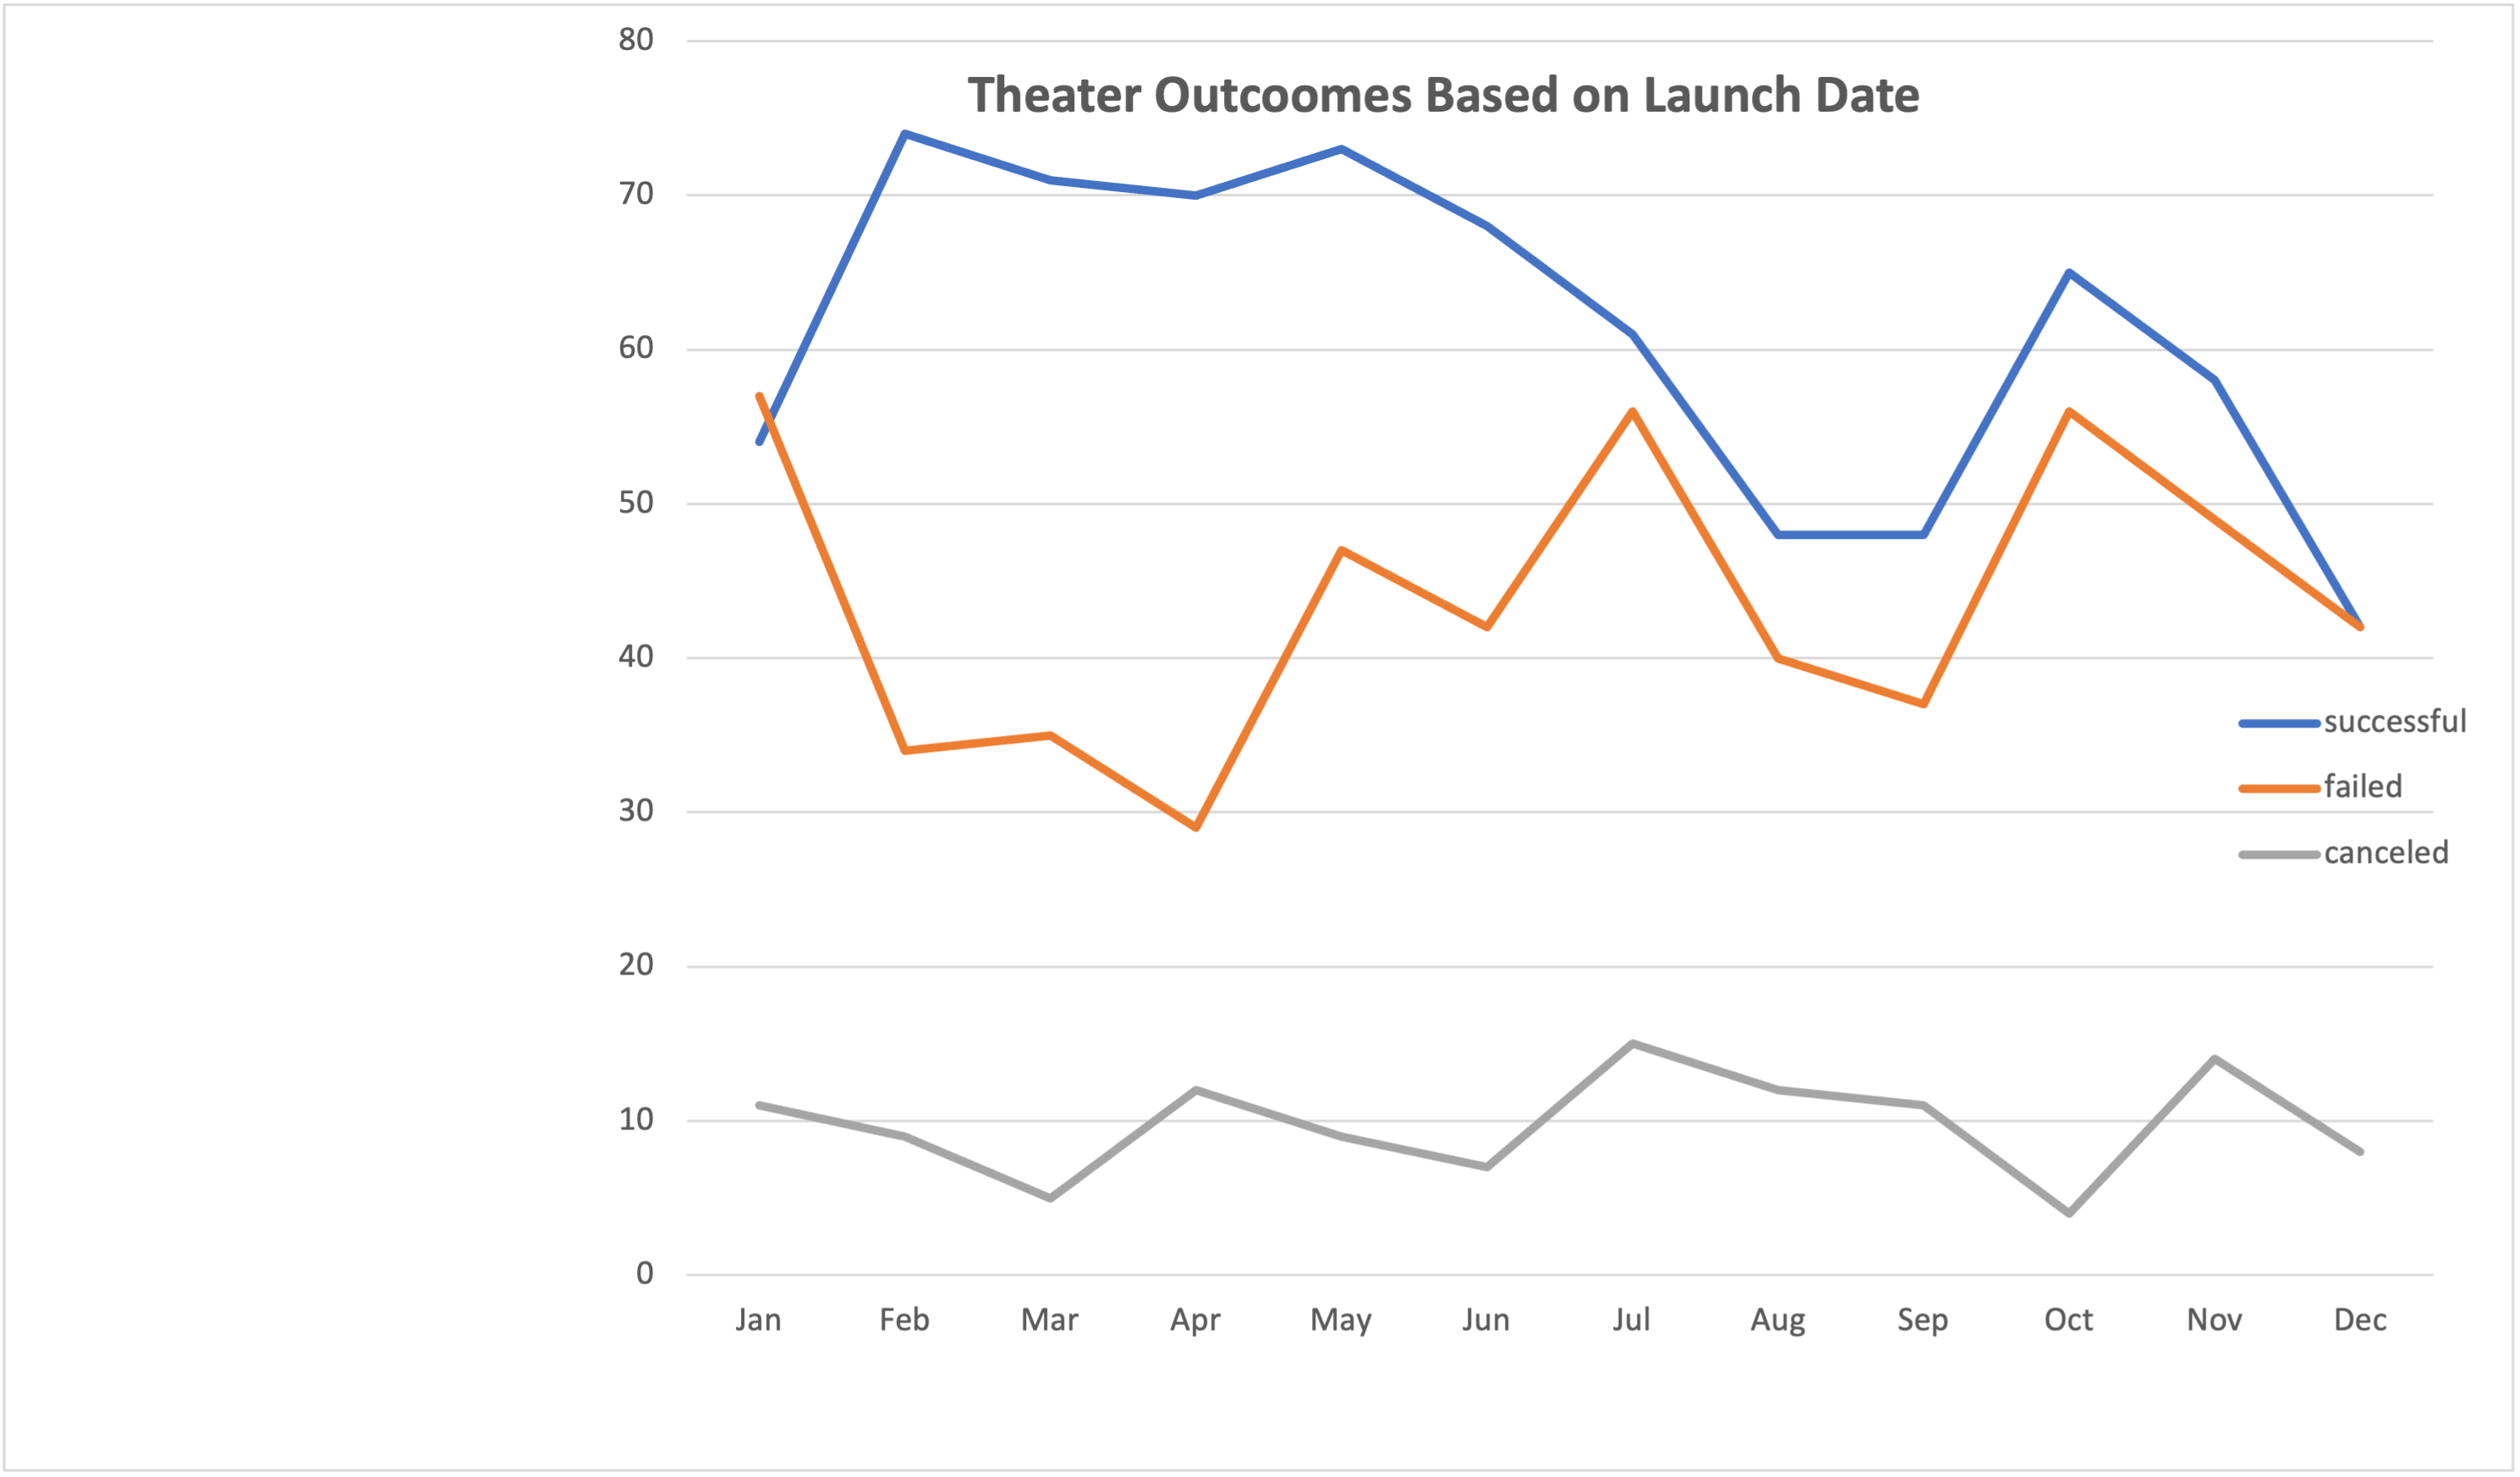 Theater Outcoomes Based on Launch Date
80
70
60
50
40
30
20
10
0
Jan Feb Mar Apr May Jun Jul Aug Sep Oct Nov Dec
successful
failed
canceled